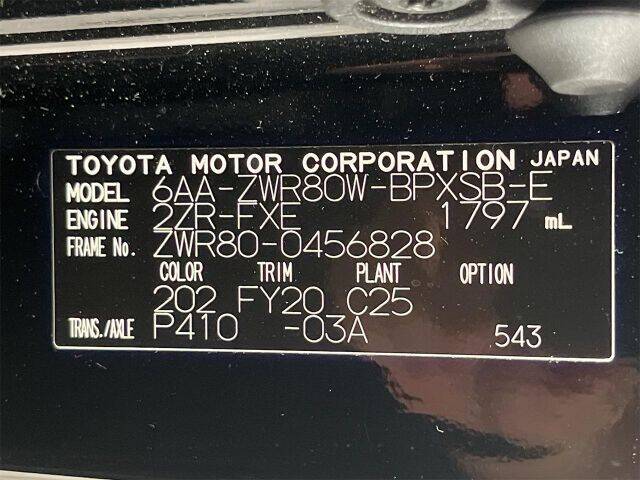 TOYOTA MOTOR CORPORATION JAPAN
MODEL 6AA-ZWR80W-BPXSB-E
ENGINE 2ZR-FXE 1797 mL
FRAME No. ZWR80-0456828
COLOR TRIM PLANT OPTION
202 FY20 C25
TRANS./AXLE P410 -03A 543